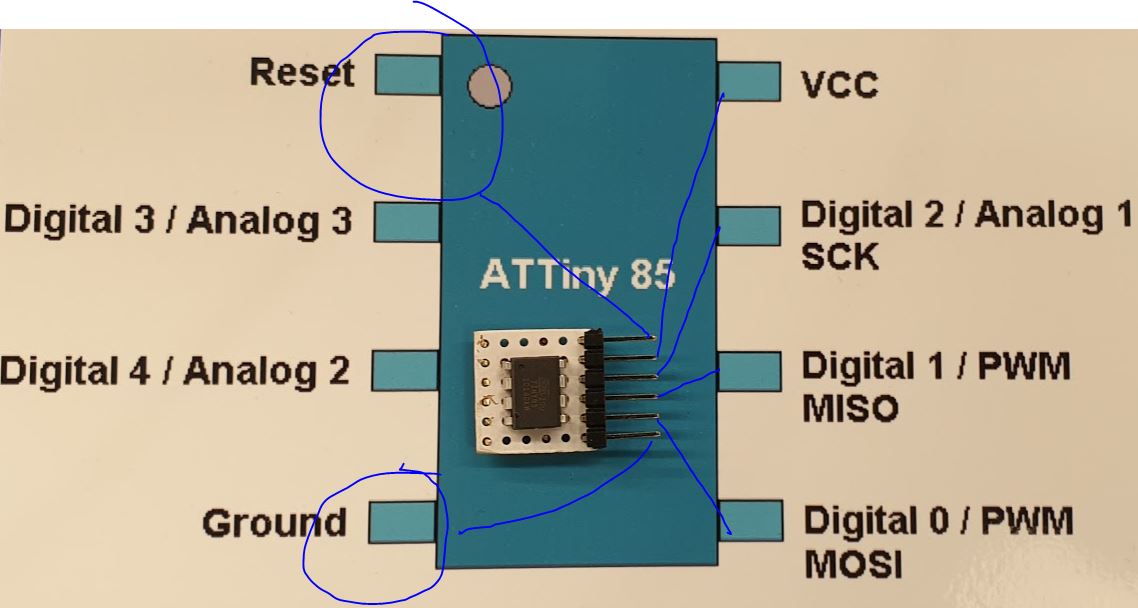 Reset
VCC
Digital 3 / Analog 3
Digital 2 / Analog 1
SCK
ATTiny 85
Digital 4 / Analog 2
Digital 1 / PWM
MISO
Ground
Digital 0 / PWM
MOSI